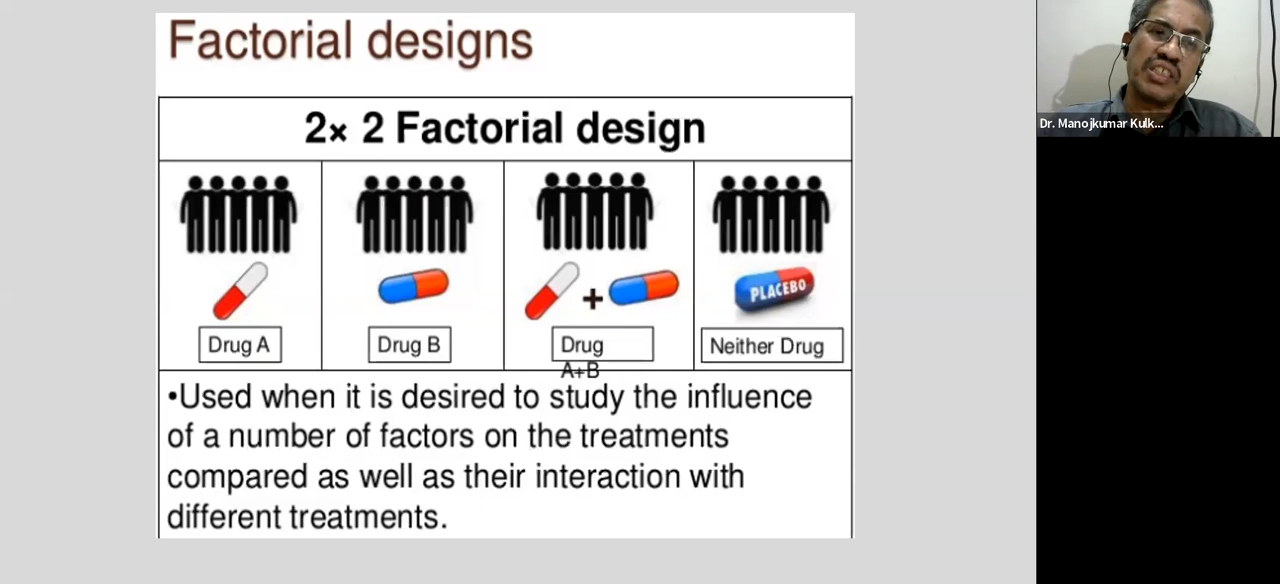 Factorial designs
2× 2 Factorial design
PLACEBO
Drug A
Drug B
Drug
A+B
Neither Drug
•Used when it is desired to study the influence
of a number of factors on the treatments
compared as well as their interaction with
different treatments.
Dr. Manojkumar Kulk...